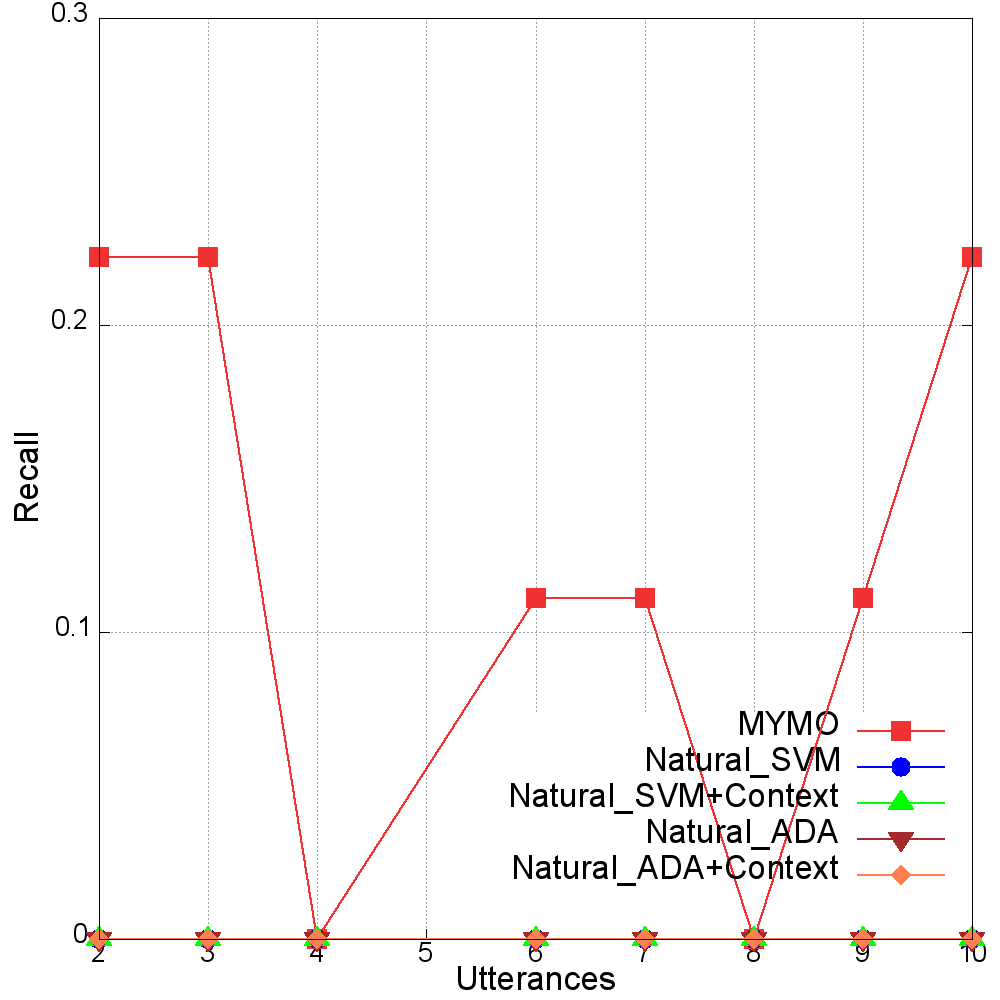 0.3
0.2
0.1
0
Recall
MYMO
Natural_SVM
Natural_SVM+Context
Natural_ADA
Natural_ADA+Context
2 3 4 5 6 7 8 9 10
Utterances